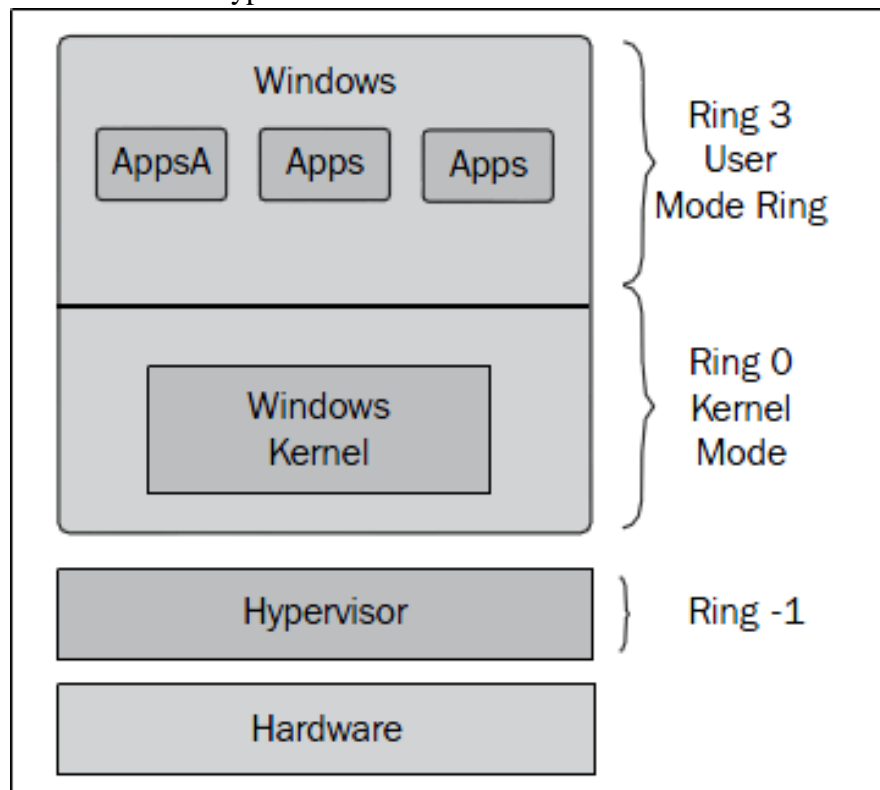 Windows
AppsA
Apps
Apps
Ring 3
User
Mode Ring
Windows
Kernel
Ring 0
Kernel
Mode
Hypervisor
Ring -1
Hardware